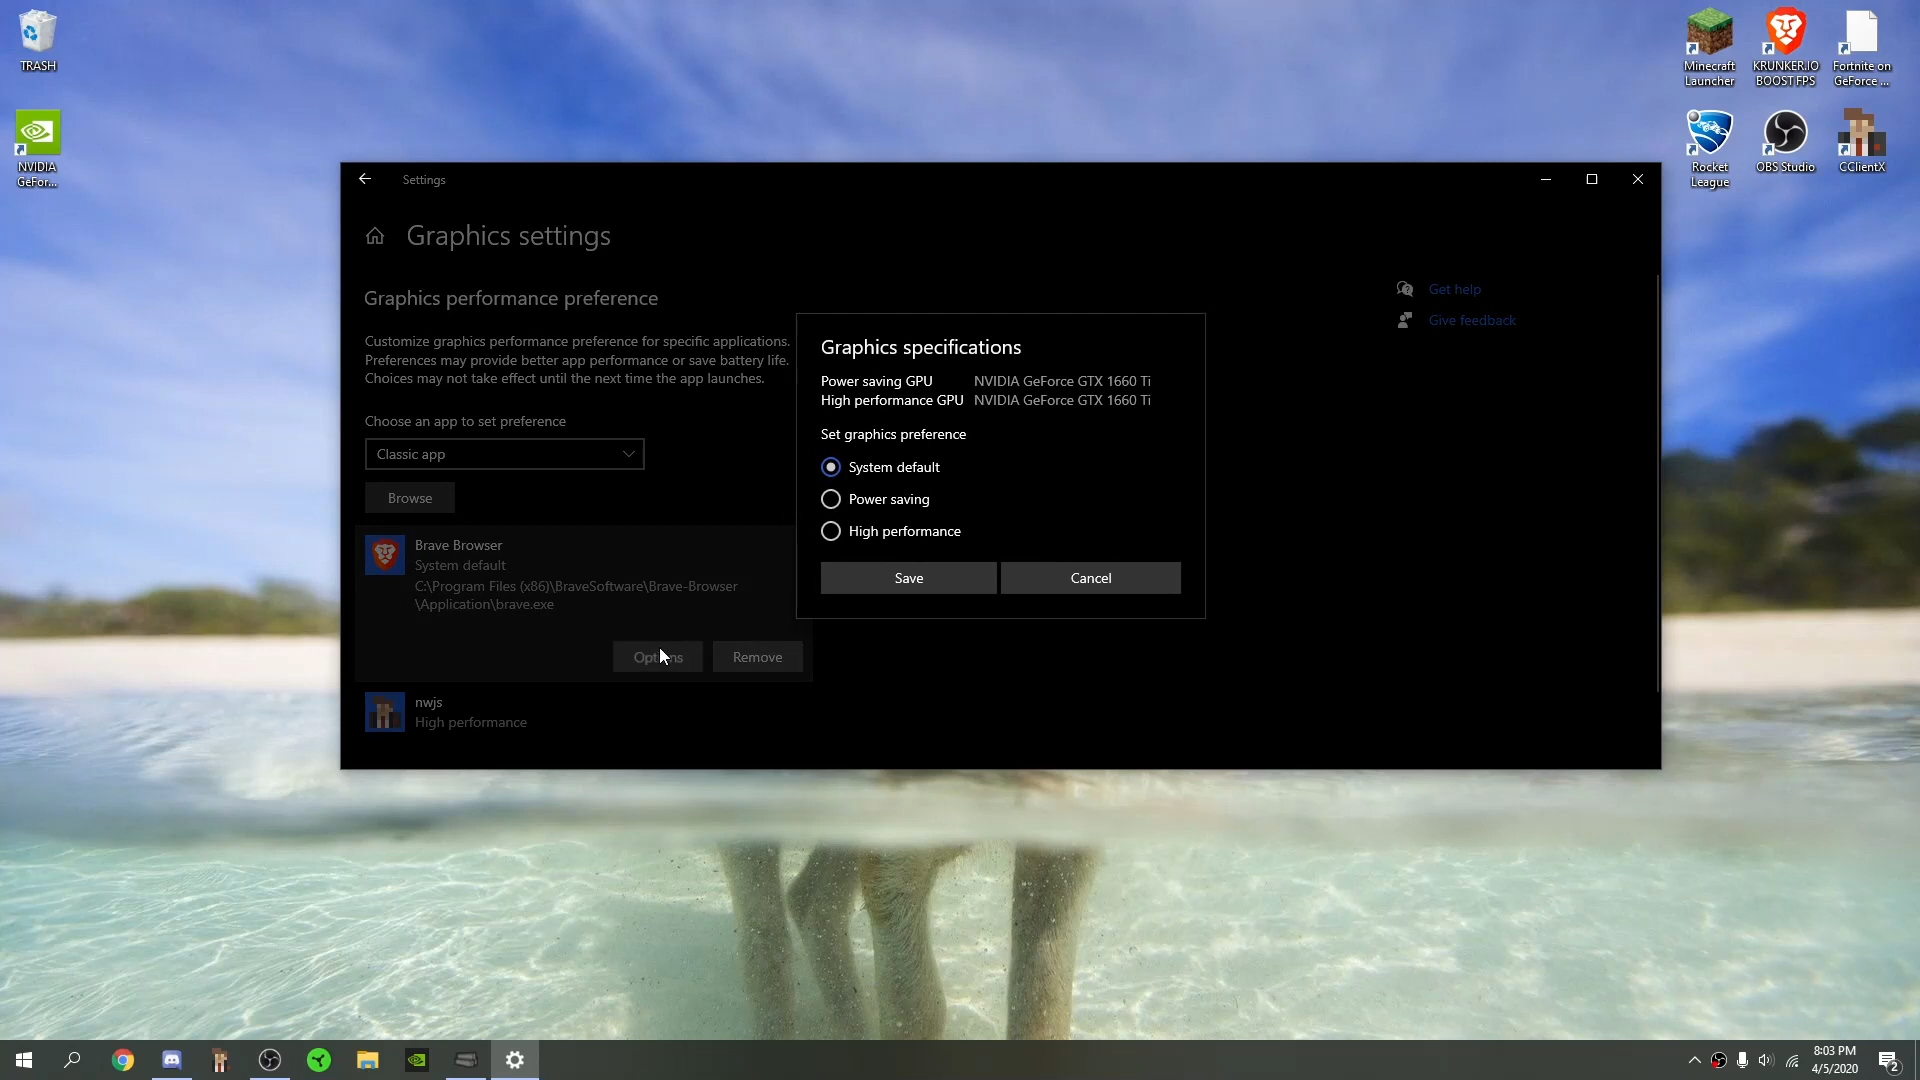 TRASH
NVIDIA
GeFor...
Minecraft
Launcher
KRUNKER.IO
BOOST FPS
Fortnite on
GeForce ...
Rocket
League
OBS Studio
CClientX
Settings
Graphics settings
Graphics performance preference
Customize graphics performance preference for specific applications.
Preferences may provide better app performance or save battery life.
Choices may not take effect until the next time the app launches.
Choose an app to set preference
Classic app
Browse
Brave Browser
System default
C:\Program Files (x86)\BraveSoftware\Brave-Browser
\Application\brave.exe
Options
Remove
nwjs
High performance
Get help
Give feedback
Graphics specifications
Power saving GPU NVIDIA GeForce GTX 1660 Ti
High performance GPU NVIDIA GeForce GTX 1660 Ti
Set graphics preference
System default
Power saving
High performance
Save
Cancel
8:03 PM
4/5/2020
2